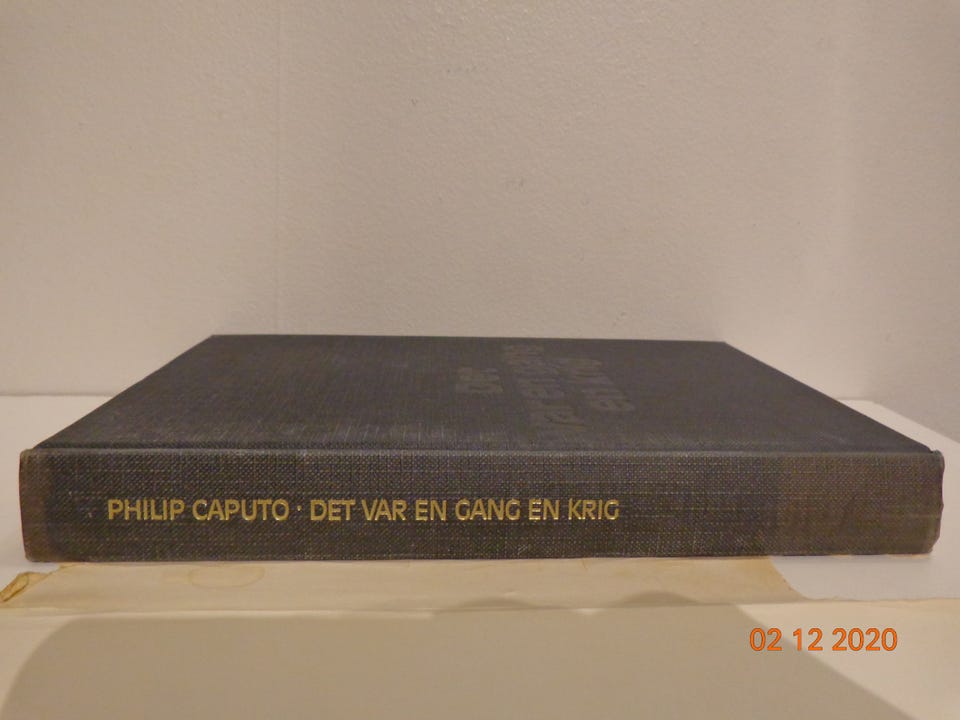 PHILIP CAPUTO · DET VAR EN GANG EN KRIG
02 12 2020